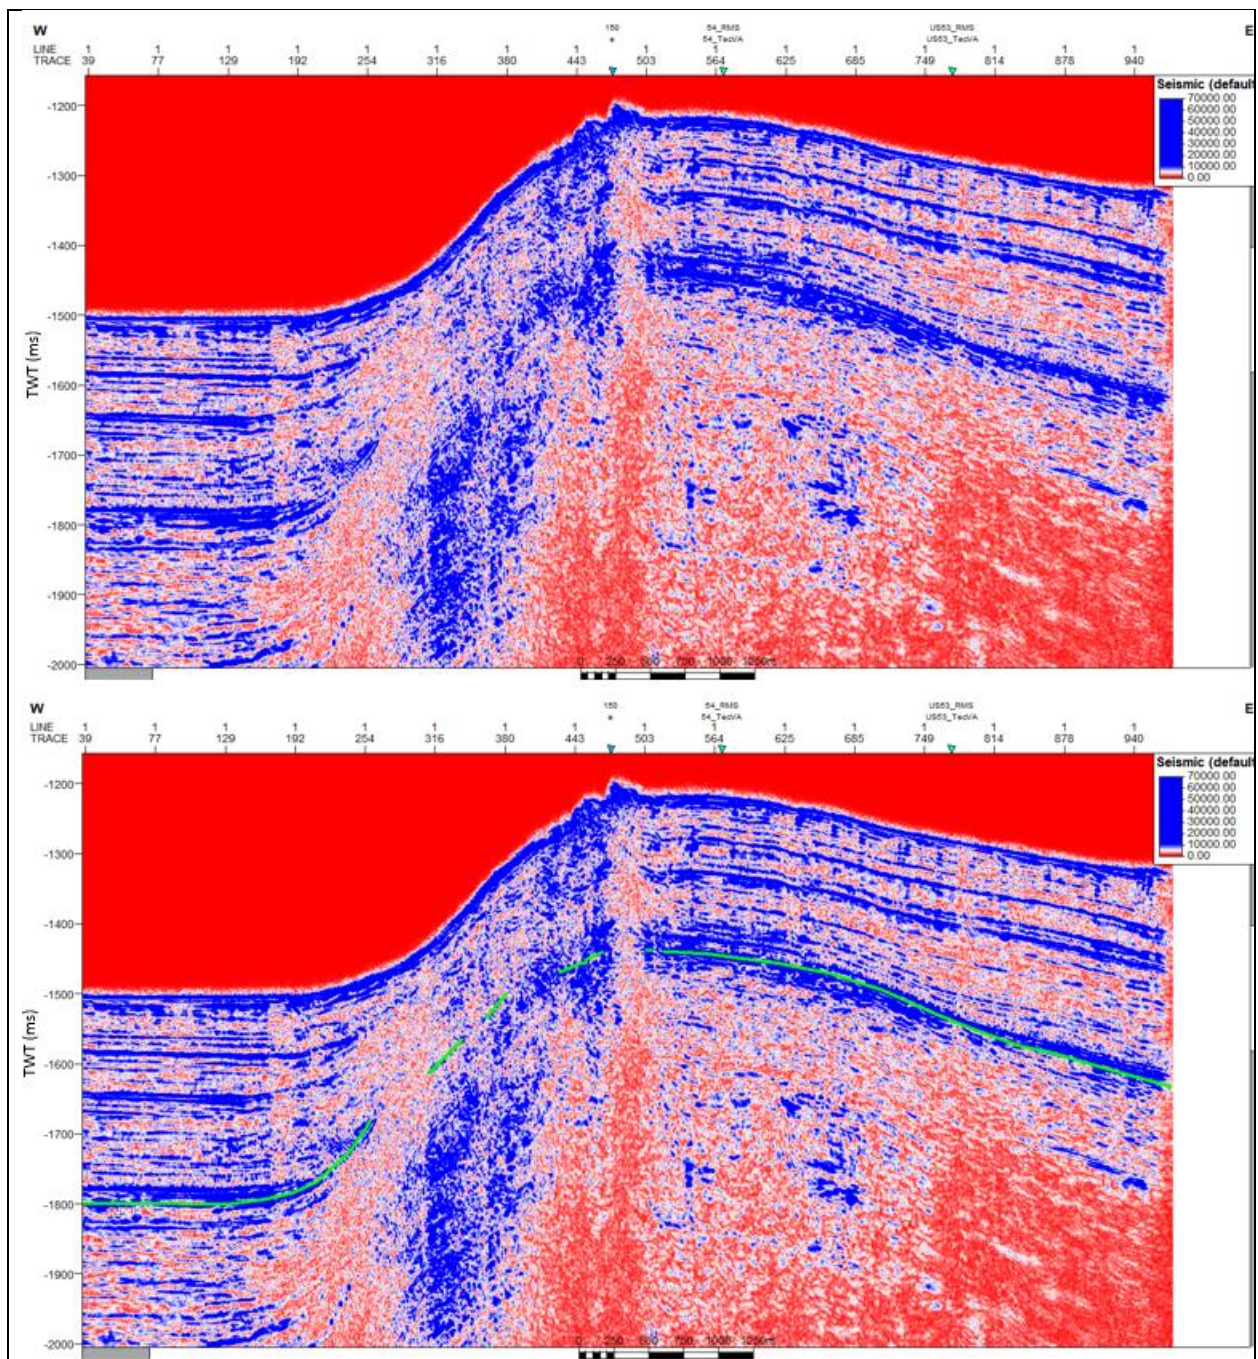 W 150 54_RMS US53_RMS E
e 54_TecVA US53_TecVA
LINE 1 1 1 1 1 1 1 1 1 1 1 1 1 1 1 1
TRACE 39 77 129 192 254 316 380 443 503 564 625 685 749 814 878 940
Seismic (default
70000.00
60000.00
50000.00
40000.00
30000.00
20000.00
10000.00
0.00
-1200
-1300
-1400
-1500
-1600
-1700
-1800
-1900
-2000
TWT (ms)
0 250 500 750 1000 1250m
W 150 54_RMS US53_RMS E
e 54_TecVA US53_TecVA
LINE 1 1 1 1 1 1 1 1 1 1 1 1 1 1 1 1
TRACE 39 77 129 192 254 316 380 443 503 564 625 685 749 814 878 940
Seismic (default
70000.00
60000.00
50000.00
40000.00
30000.00
20000.00
10000.00
0.00
-1200
-1300
-1400
-1500
-1600
-1700
-1800
-1900
-2000
TWT (ms)
0 250 500 750 1000 1250m